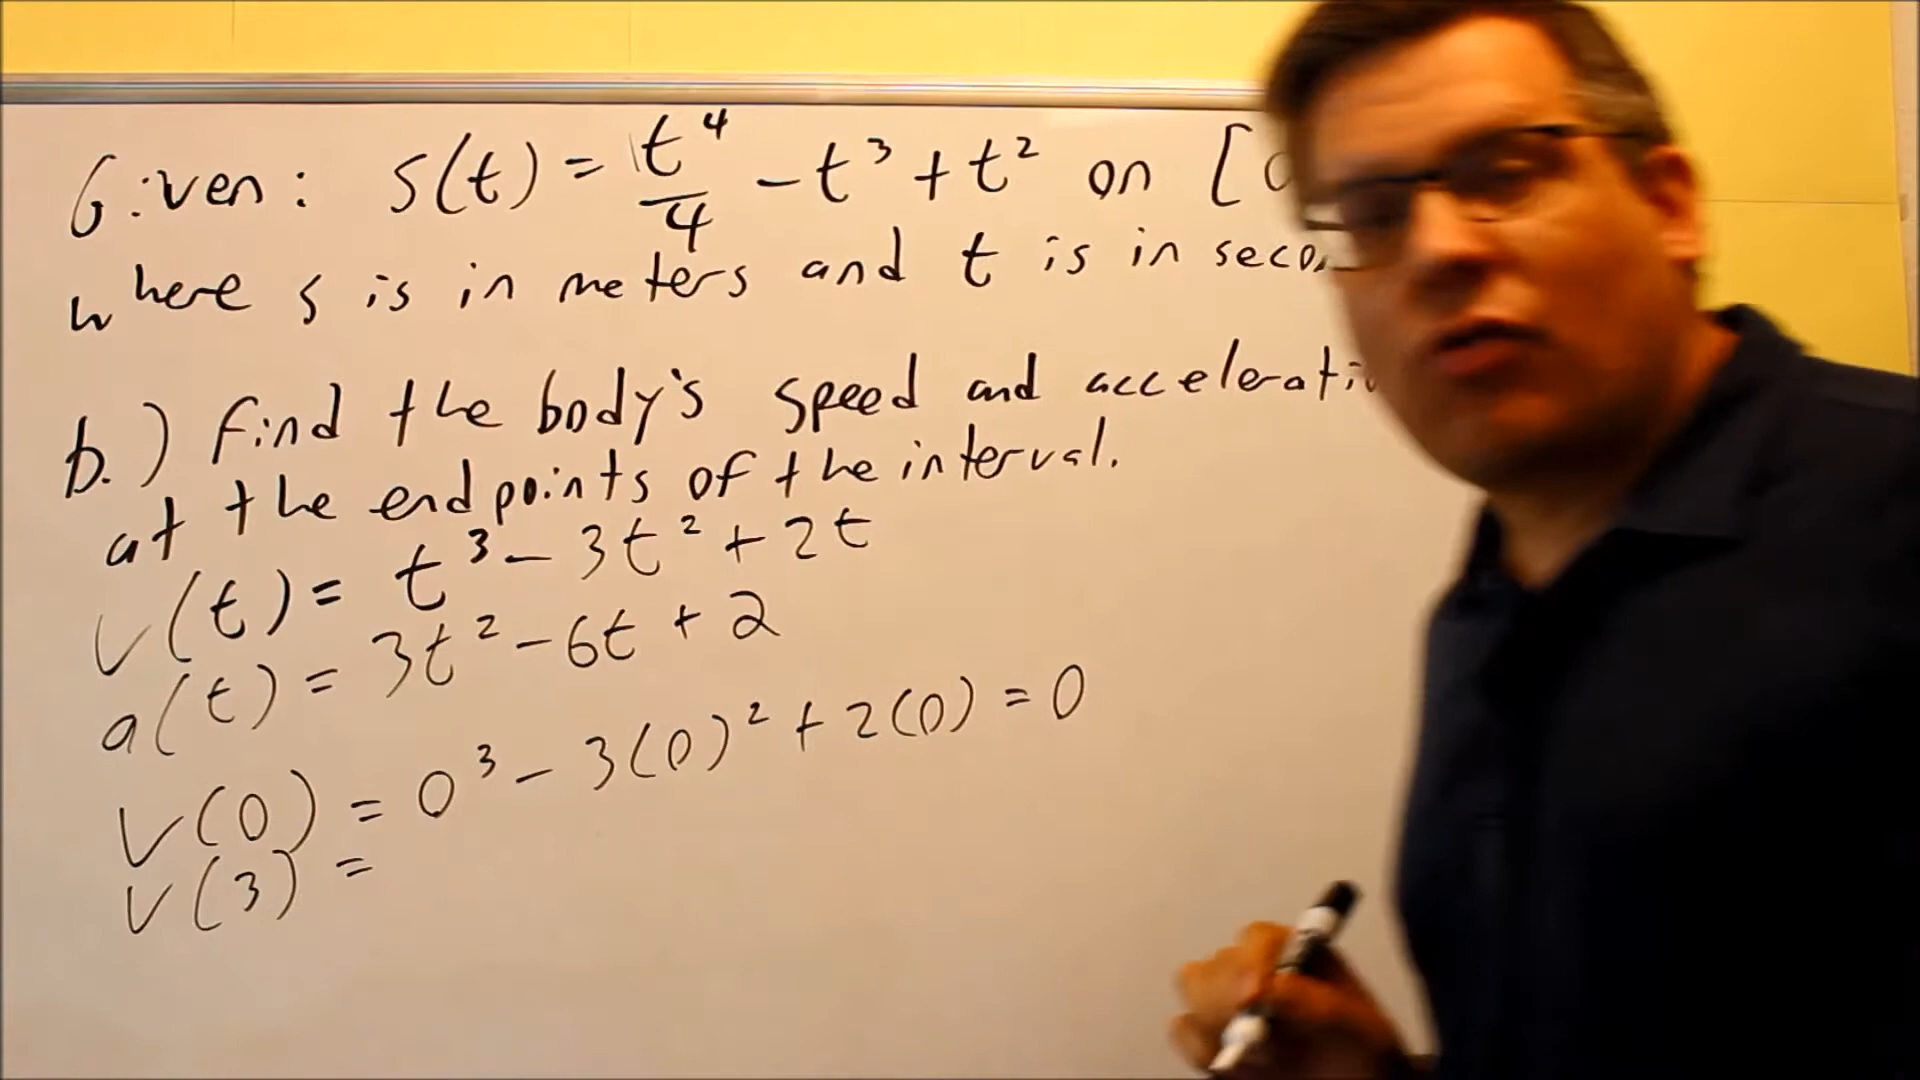 Given: s(t) = t⁴/4 - t³ + t² on [
where s is in meters and t is in
b.) Find the body's speed and
at the endpoints of the interval.
v(t) = t³ - 3t² + 2t
a(t) = 3t² - 6t + 2
v(0) = 0³ - 3(0)² + 2(0) = 0
v(3) =